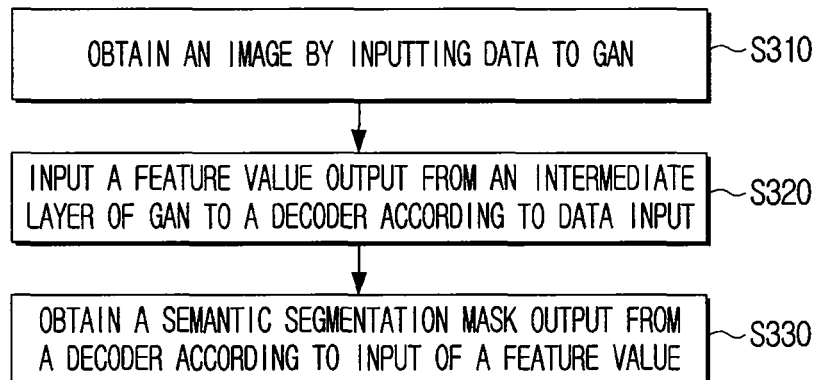 OBTAIN AN IMAGE BY INPUTTING DATA TO GAN
S310
INPUT A FEATURE VALUE OUTPUT FROM AN INTERMEDIATE
LAYER OF GAN TO A DECODER ACCORDING TO DATA INPUT
S320
OBTAIN A SEMANTIC SEGMENTATION MASK OUTPUT FROM
A DECODER ACCORDING TO INPUT OF A FEATURE VALUE
S330